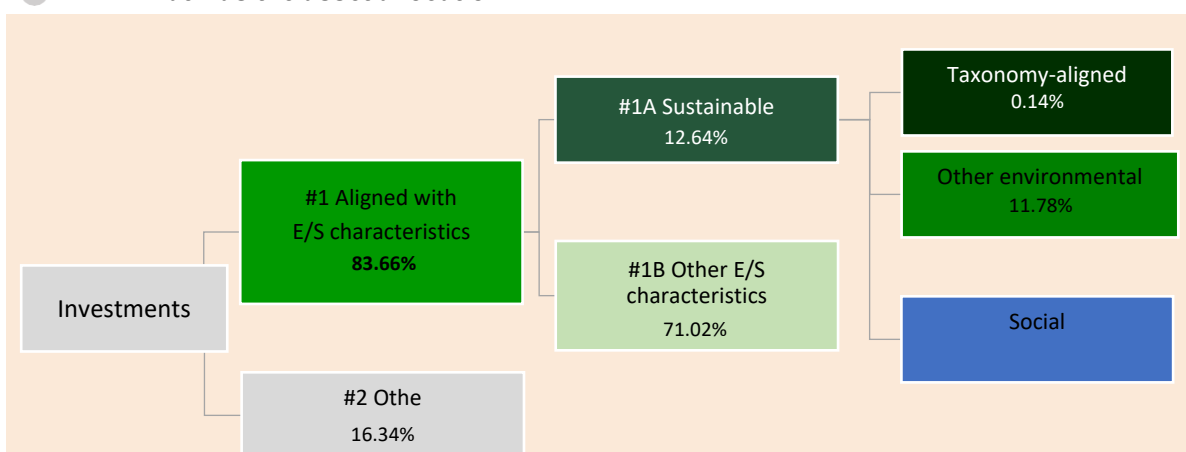 Investments
#1 Aligned with
E/S characteristics
83.66%
#2 Othe
16.34%
#1A Sustainable
12.64%
#1B Other E/S
characteristics
71.02%
Taxonomy-aligned
0.14%
Other environmental
11.78%
Social